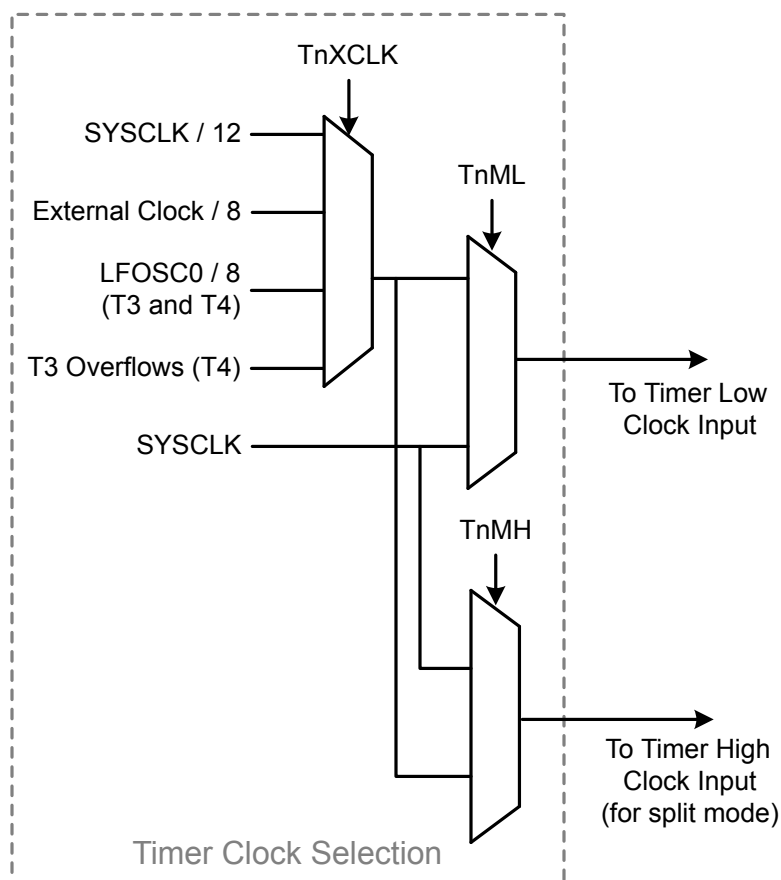 TnXCLK
SYSCLK / 12
TnML
External Clock / 8
LFOSC0 / 8
(T3 and T4)
T3 Overflows (T4)
To Timer Low
Clock Input
SYSCLK
TnMH
To Timer High
Clock Input
(for split mode)
Timer Clock Selection